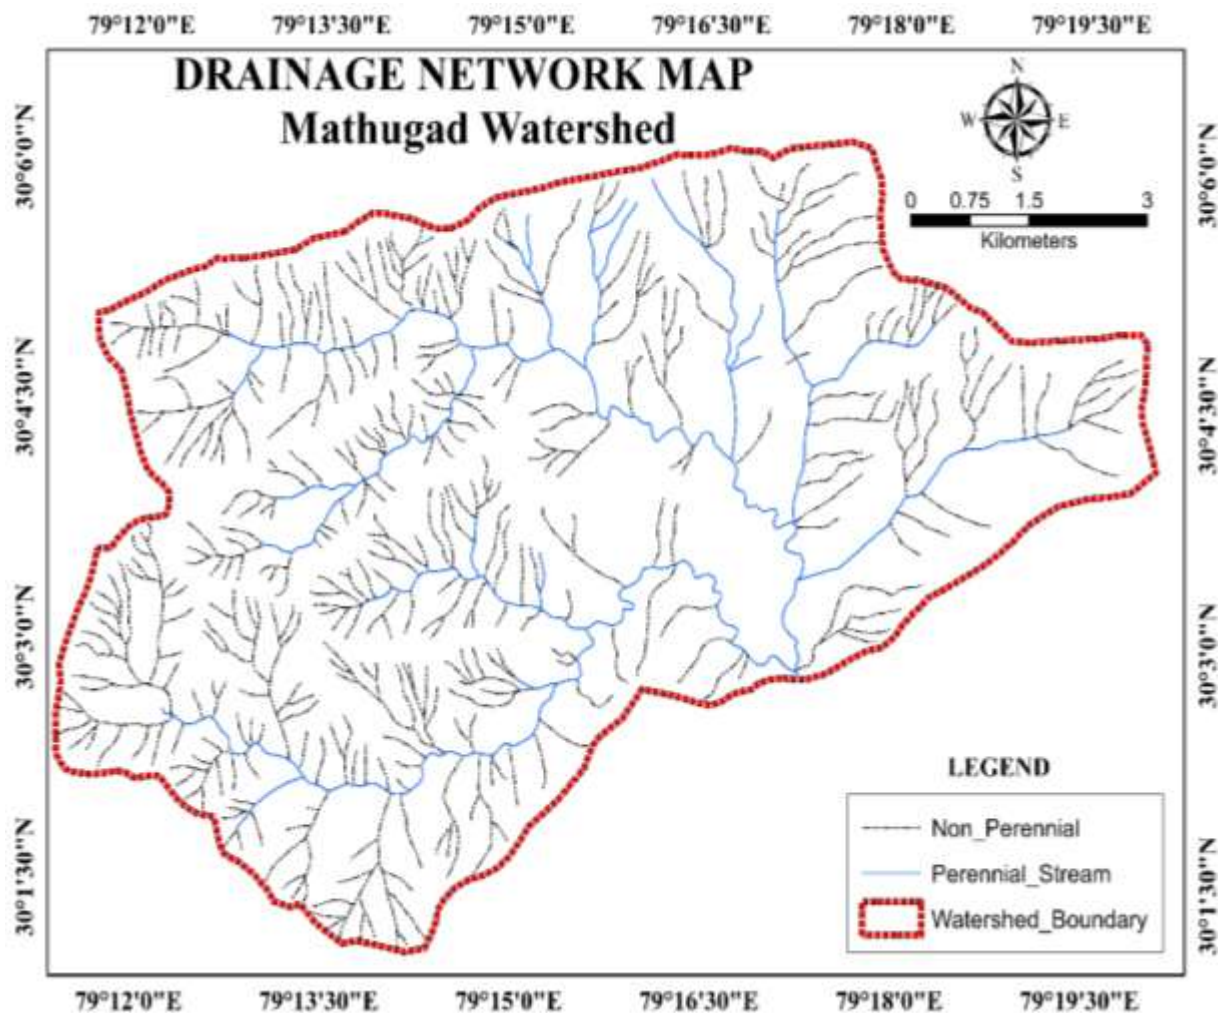 79°12'0"E 79°13'30"E 79°15'0"E 79°16'30"E 79°18'0"E 79°19'30"E
DRAINAGE NETWORK MAP
Mathugad Watershed
N
W E
S
0 0.75 1.5 3
Kilometers
30°6'0"N
30°4'30"N
30°3'0"N
30°1'30"N
30°6'0"N
30°4'30"N
30°3'0"N
30°1'30"N
LEGEND
Non_Perennial
Perennial_Stream
Watershed_Boundary
79°12'0"E 79°13'30"E 79°15'0"E 79°16'30"E 79°18'0"E 79°19'30"E